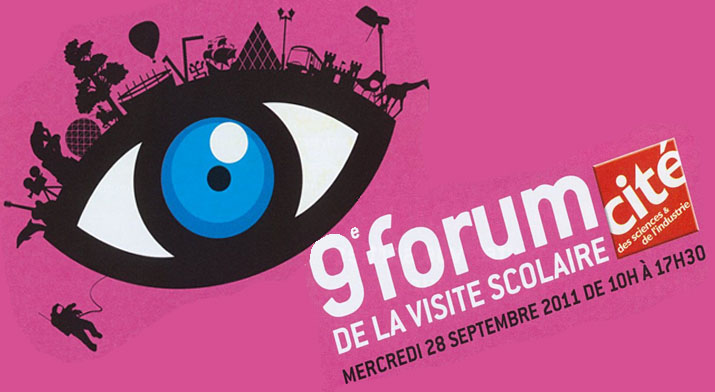 9e forum
DE LA VISITE SCOLAIRE
MERCREDI 28 SEPTEMBRE 2011 DE 10H À 17H30
cité
des sciences &
de l'industrie